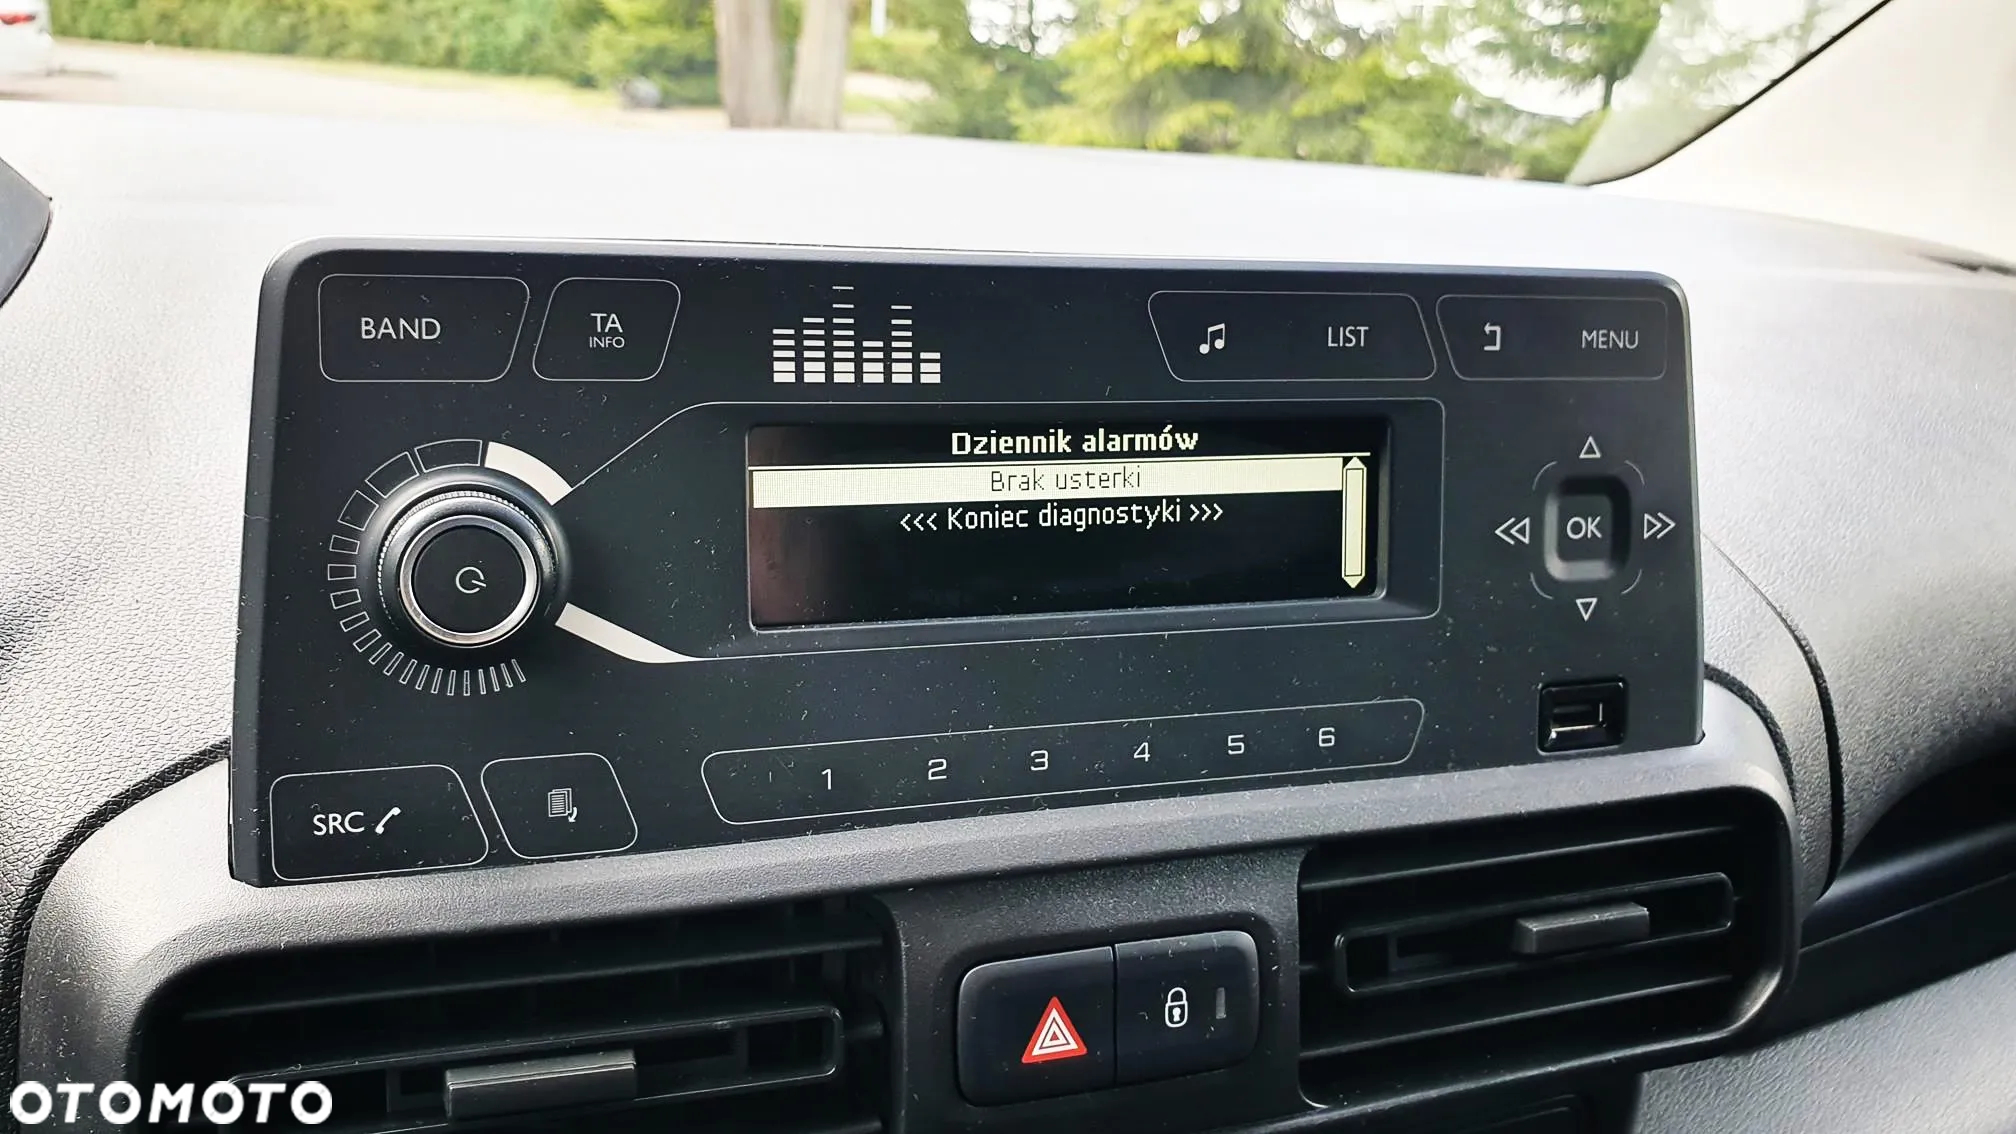 BAND
TA
INFO
LIST
MENU
Dziennik alarmów
Brak usterki
<<< Koniec diagnostyki >>>
OK
1 2 3 4 5 6
SRC
OTOMOTO